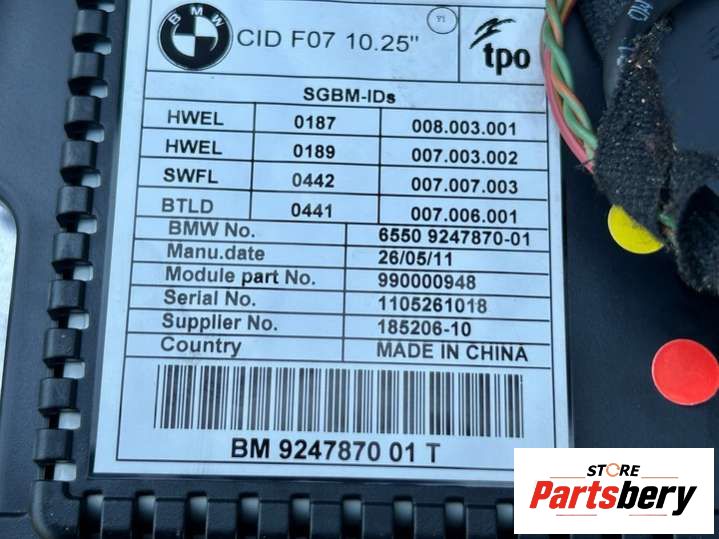 BMW
CID F07 10.25"
tpo
SGBM-IDs
HWEL 0187 008.003.001
HWEL 0189 007.003.002
SWFL 0442 007.007.003
BTLD 0441 007.006.001
BMW No. 6550 9247870-01
Manu.date 26/05/11
Module part No. 990000948
Serial No. 1105261018
Supplier No. 185206-10
Country MADE IN CHINA
BM 9247870 01 T
STORE
Partsbery